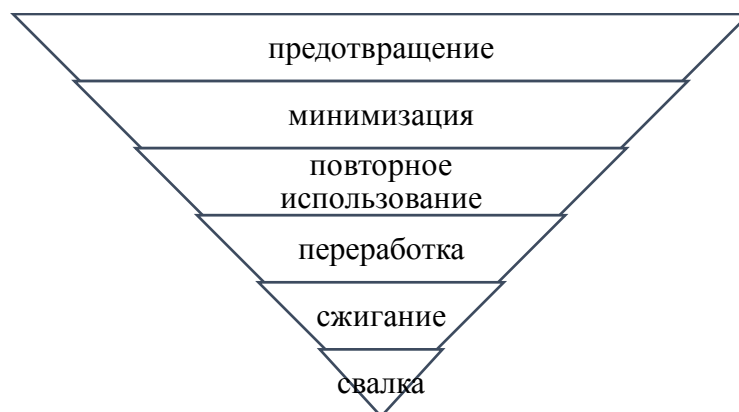 предотвращение
минимизация
повторное
использование
переработка
сжигание
свалка